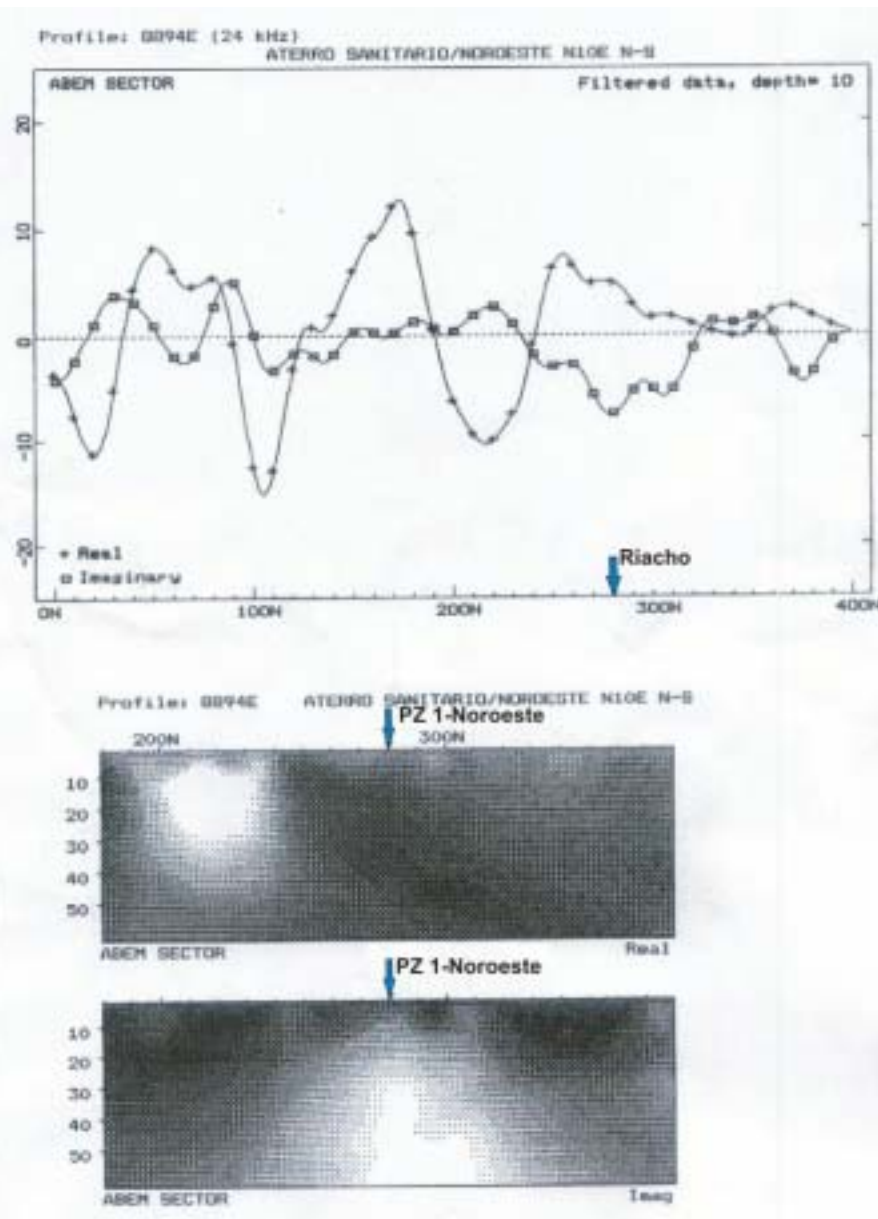 Profile: 0894E (24 kHz)
ATERRO SANITARIO/NOROESTE N10E N-S
ABEM SECTOR
Filtered data, depth= 10
20
10
0
-10
-20
+ Real
□ Imaginary
Riacho
0N 100N 200N 300N 400N
Profile: 0894E ATERRO SANITARIO/NOROESTE N10E N-S
PZ 1-Noroeste
200N 300N
10
20
30
40
50
ABEM SECTOR Real
PZ 1-Noroeste
10
20
30
40
50
ABEM SECTOR Imag